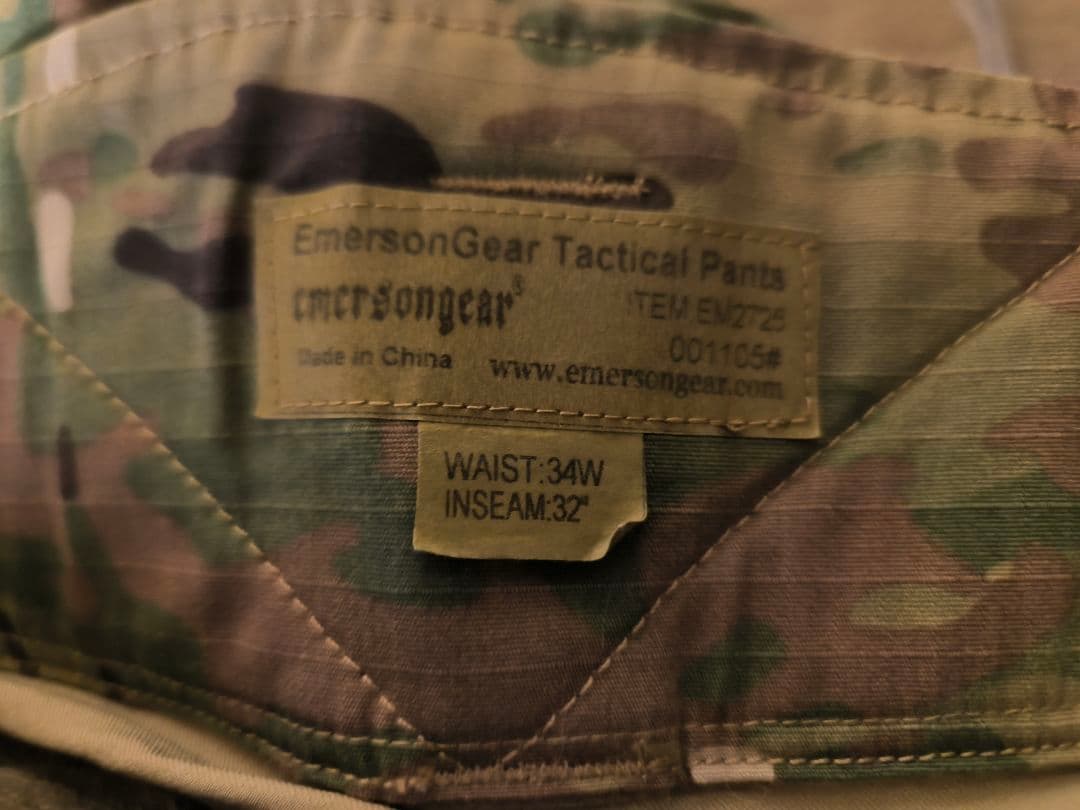 EmersonGear Tactical Pants
emersongear®
ITEM EM2725
001105#
Made in China
www.emersongear.com
WAIST:34W
INSEAM:32"